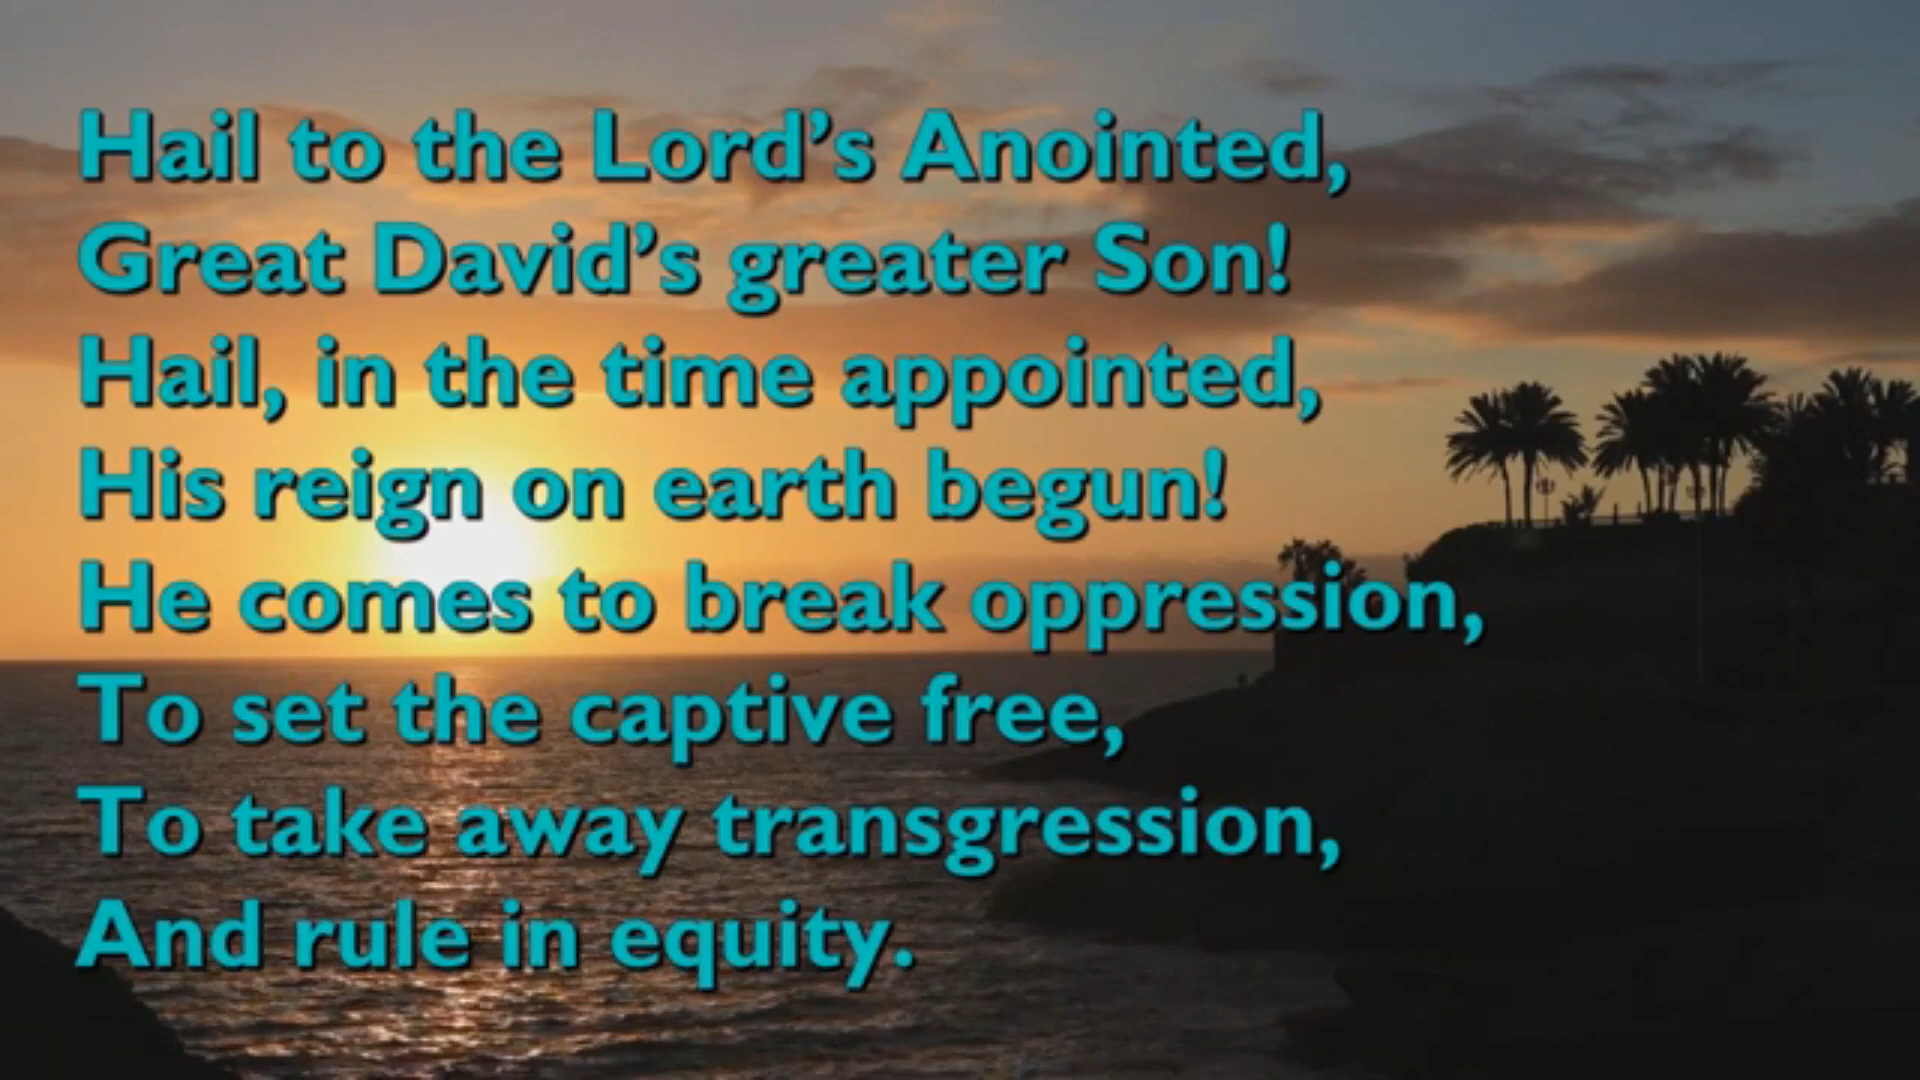 Hail to the Lord’s Anointed,
Great David’s greater Son!
Hail, in the time appointed,
His reign on earth begun!
He comes to break oppression,
To set the captive free,
To take away transgression,
And rule in equity.